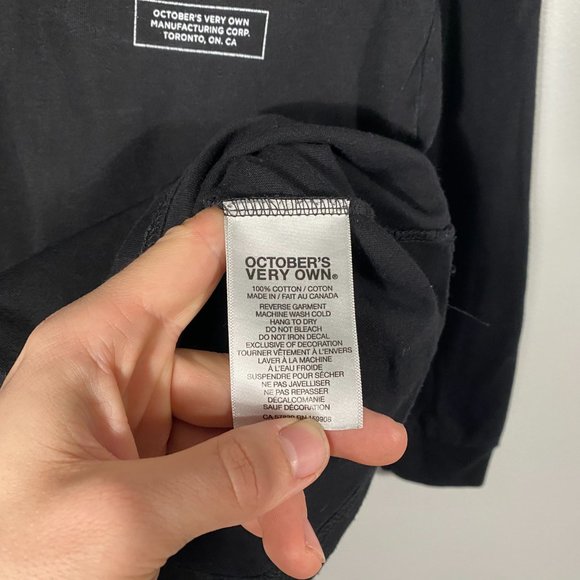 OCTOBER'S VERY OWN
MANUFACTURING CORP.
TORONTO, ON. CA
OCTOBER'S
VERY OWN®
100% COTTON / COTON
MADE IN / FAIT AU CANADA
REVERSE GARMENT
MACHINE WASH COLD
HANG TO DRY
DO NOT BLEACH
DO NOT IRON DECAL
EXCLUSIVE OF DECORATION
TOURNER VÊTEMENT À L'ENVERS
LAVER À LA MACHINE
À L'EAU FROIDE
SUSPENDRE POUR SÉCHER
NE PAS JAVELLISER
NE PAS REPASSER
DÉCALCOMANIE
SAUF DÉCORATION
CA